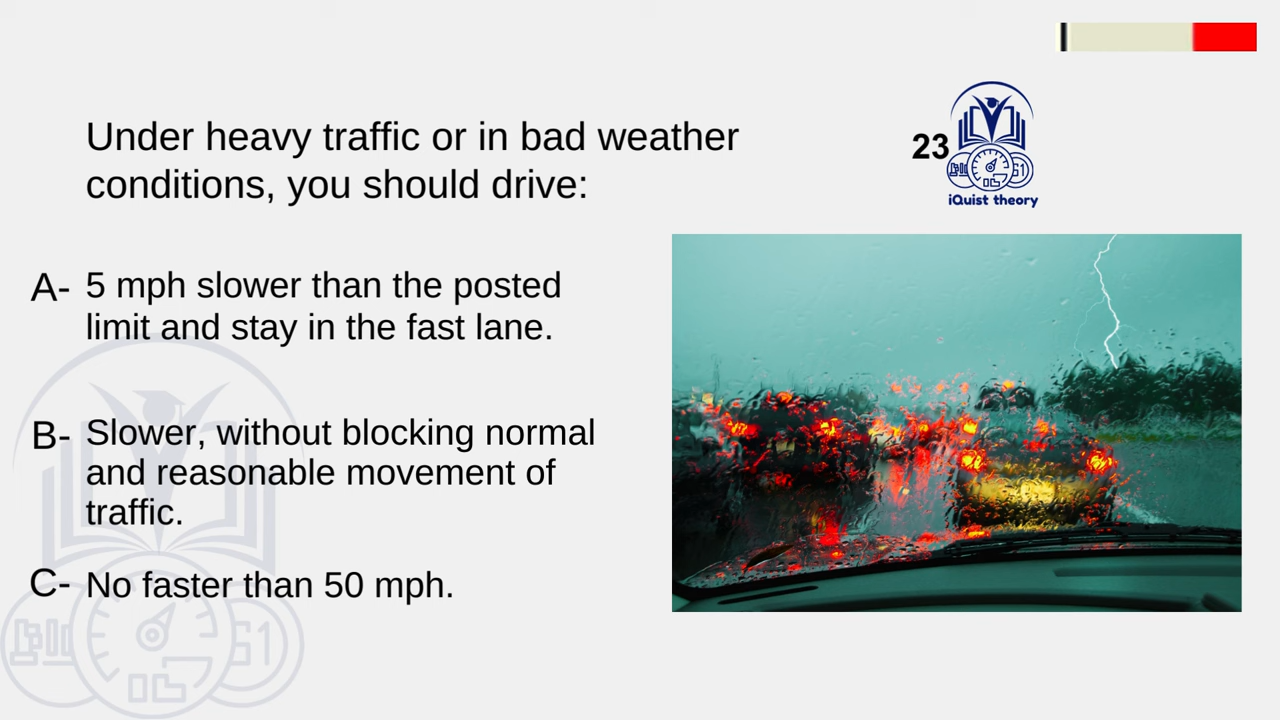 Under heavy traffic or in bad weather
conditions, you should drive:
23
iQuist theory
A- 5 mph slower than the posted
limit and stay in the fast lane.
B- Slower, without blocking normal
and reasonable movement of
traffic.
C- No faster than 50 mph.